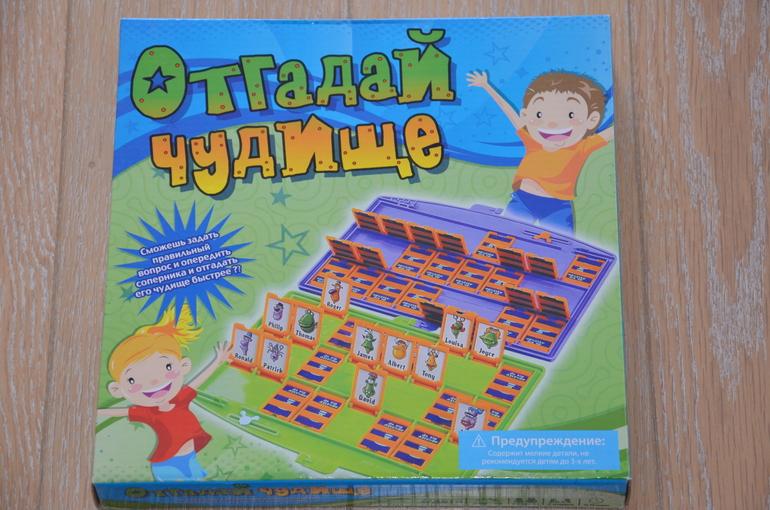 Отгадай
чудище
Сможешь задать
правильный
вопрос и опередить
соперника и отгадать
его чудище быстрее?!
Roger
Philip
Thomas
Ronald
Patrick
James
Albert
Tony
Louisa
Joyce
David
Предупреждение:
Содержит мелкие детали, не
рекомендуется детям до 3-х лет.
Отгадай чудище